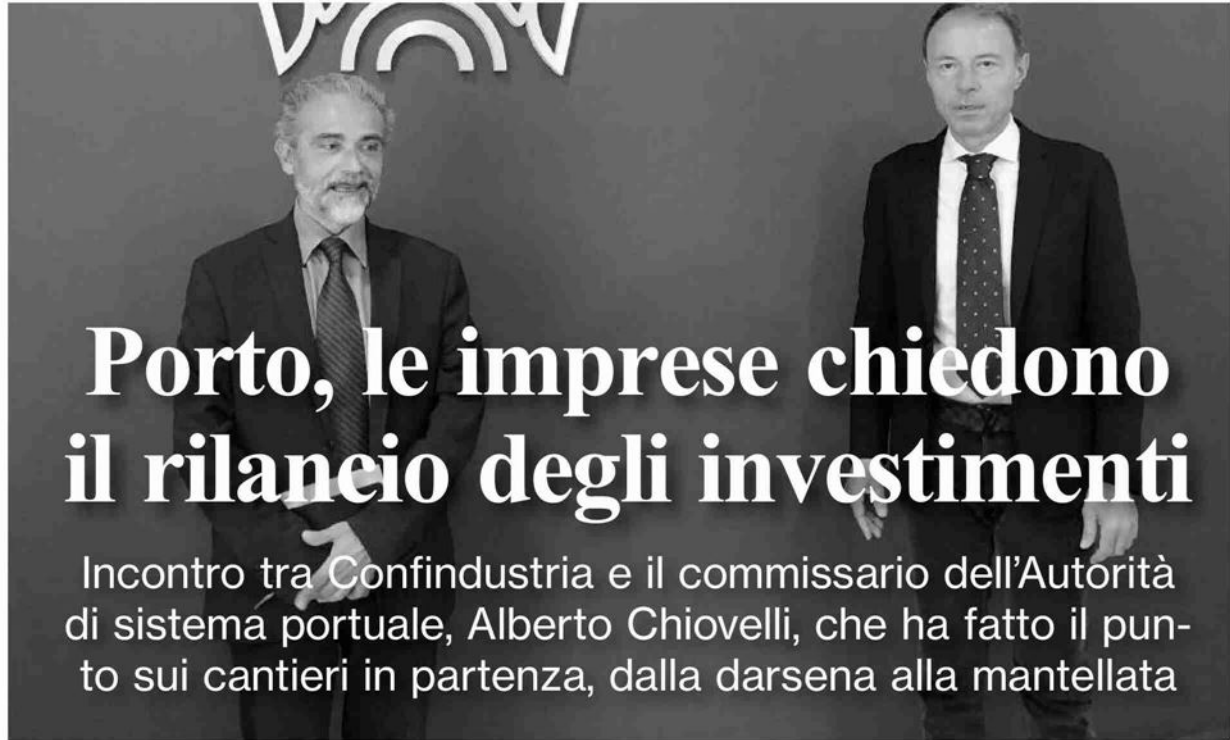 Porto, le imprese chiedono
il rilancio degli investimenti
Incontro tra Confindustria e il commissario dell’Autorità
di sistema portuale, Alberto Chiovelli, che ha fatto il pun-
to sui cantieri in partenza, dalla darsena alla mantellata